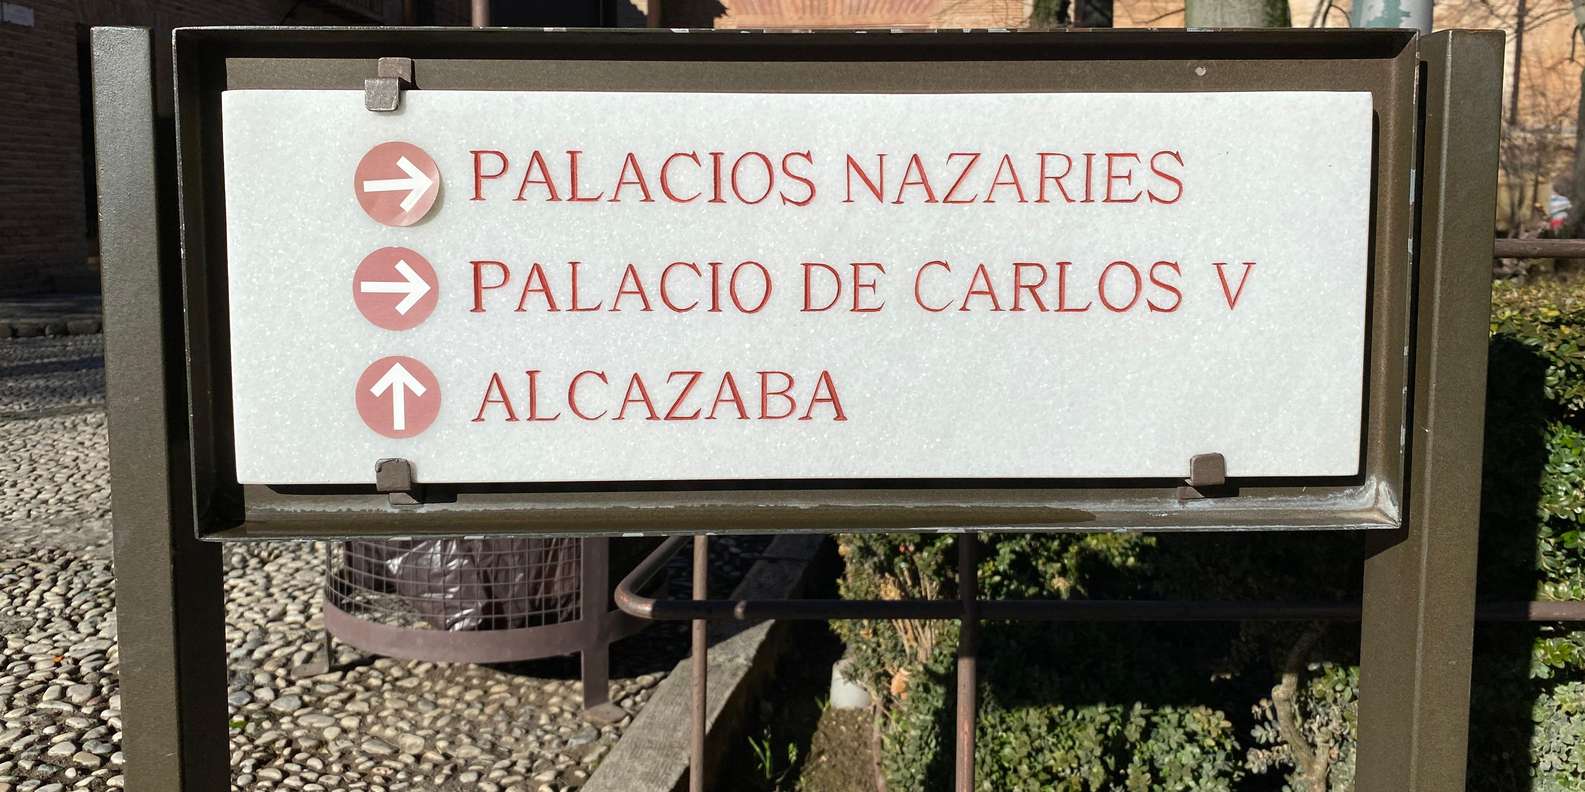 PALACIOS NAZARIES
PALACIO DE CARLOS V
ALCAZABA